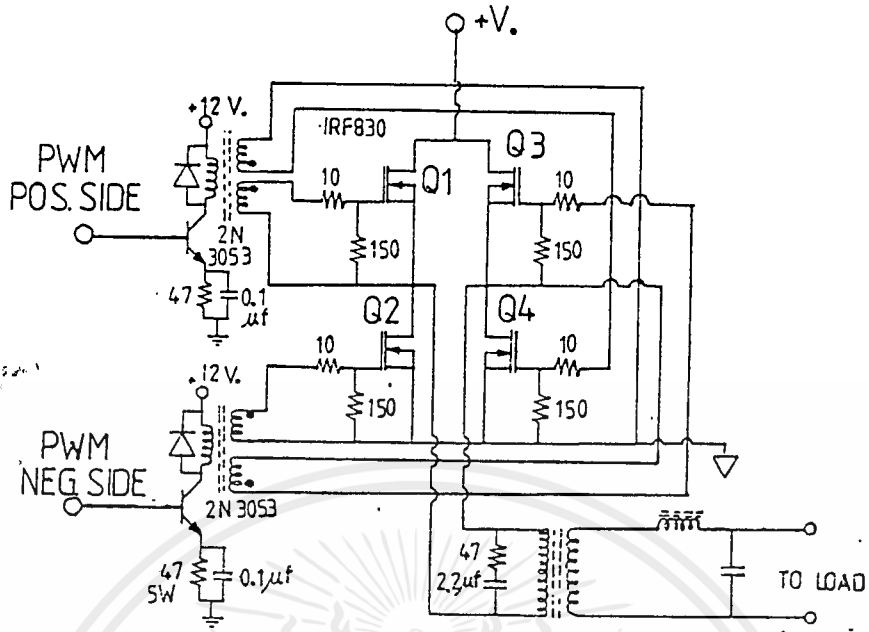 +V.
+12 V.
IRF830
Q3
PWM
POS. SIDE
10
Q1
10
2N
3053
150
150
47
0.1
µf
Q2
Q4
10
10
12 V.
150
150
PWM
NEG. SIDE
2N 3053
47
5W
0.1µf
47
2.2µf
TO LOAD